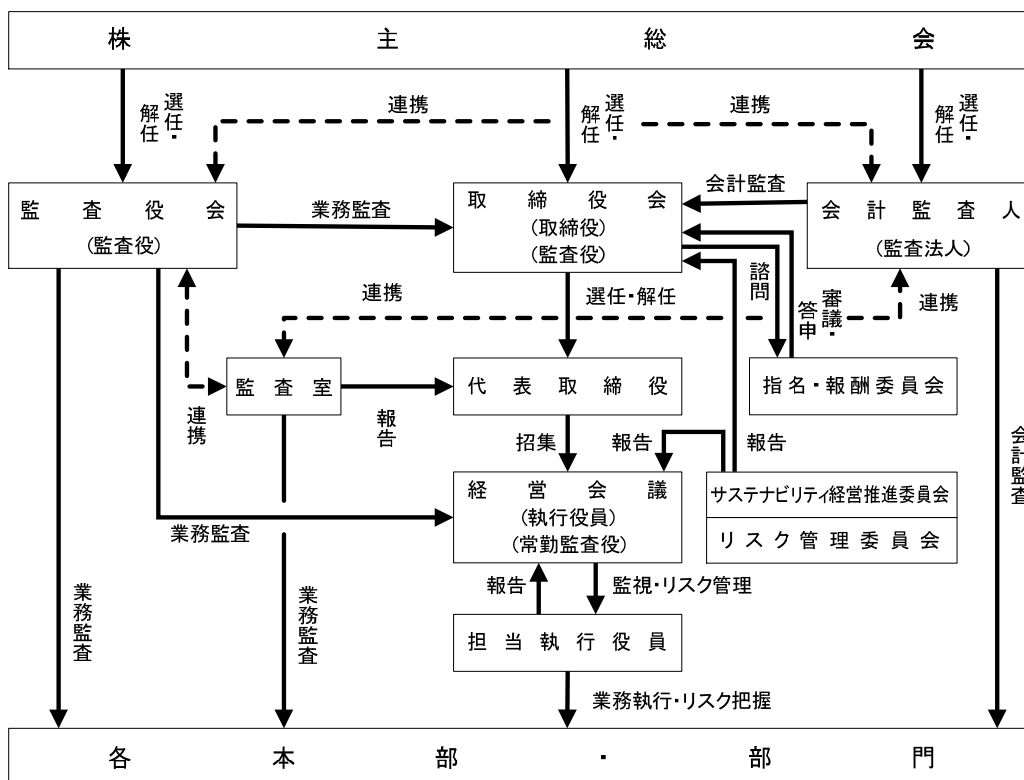 株主総会
選任・解任
連携
選任・解任
連携
選任・解任
監査役会
(監査役)
業務監査
取締役会
(取締役)
(監査役)
会計監査
会計監査人
(監査法人)
連携
選任・解任
諮問
審議・答申
連携
連携
監査室
報告
代表取締役
指名・報酬委員会
招集
報告
報告
会計監査
業務監査
経営会議
(執行役員)
(常勤監査役)
サステナビリティ経営推進委員会
リスク管理委員会
業務監査
業務監査
報告
監視・リスク管理
担当執行役員
業務執行・リスク把握
各本部・部門